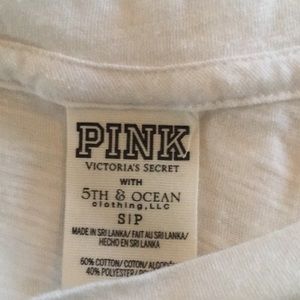 PINK
VICTORIA'S SECRET
WITH
5TH & OCEAN
clothing, LLC
S|P
MADE IN SRI LANKA/ FAIT AU SRI LANKA/
HECHO EN SRI LANKA
60% COTTON/ COTON/ALGODÓ
40% POLYESTER/